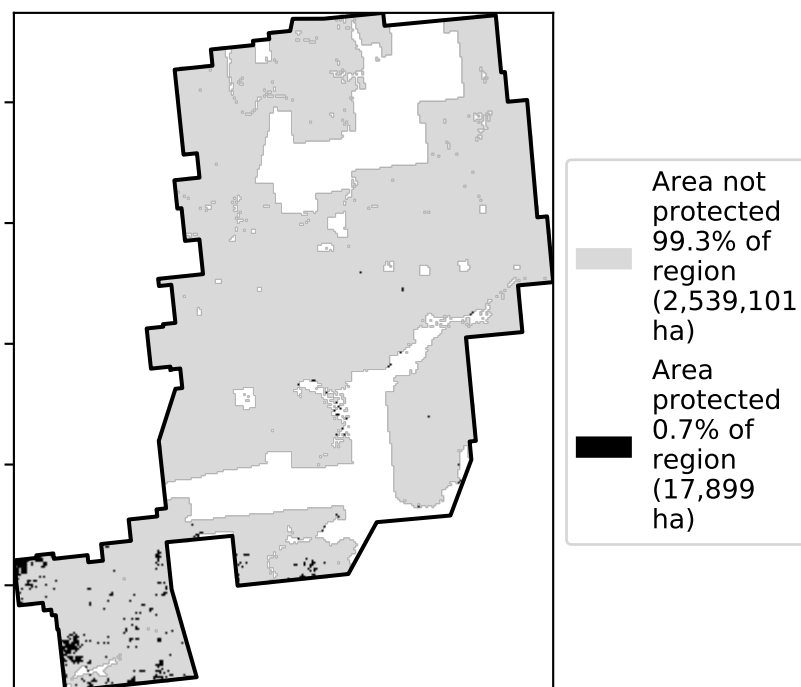 Area not
protected
99.3% of
region
(2,539,101
ha)
Area
protected
0.7% of
region
(17,899
ha)